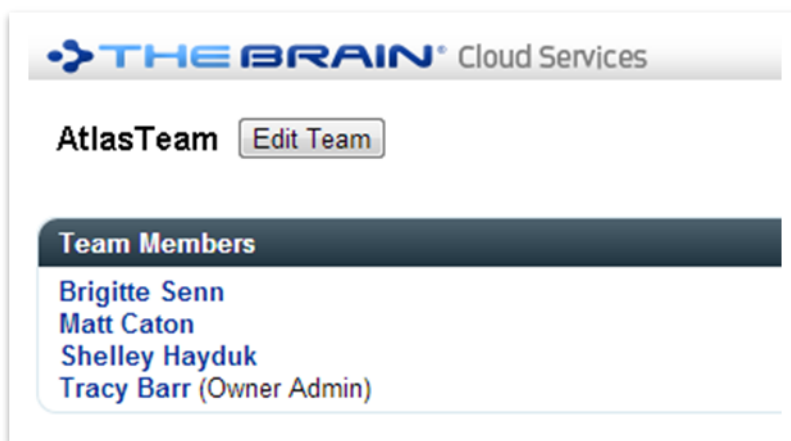 THE BRAIN® Cloud Services
AtlasTeam Edit Team
Team Members
Brigitte Senn
Matt Caton
Shelley Hayduk
Tracy Barr (Owner Admin)